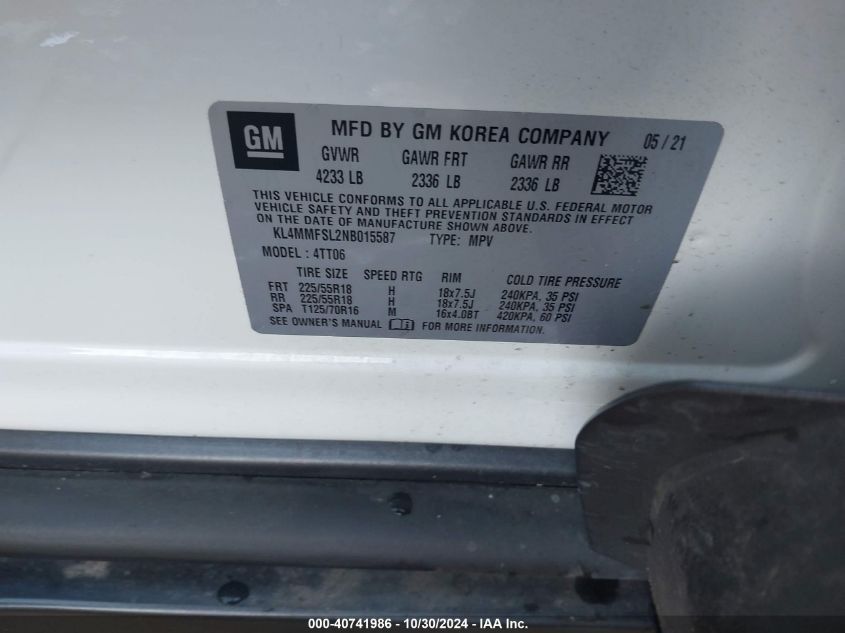 GM MFD BY GM KOREA COMPANY 05 / 21
GVWR GAWR FRT GAWR RR
4233 LB 2336 LB 2336 LB
THIS VEHICLE CONFORMS TO ALL APPLICABLE U.S. FEDERAL MOTOR
VEHICLE SAFETY AND THEFT PREVENTION STANDARDS IN EFFECT
ON THE DATE OF MANUFACTURE SHOWN ABOVE.
KL4MMFSL2NB015587 TYPE: MPV
MODEL : 4TT06
TIRE SIZE SPEED RTG RIM COLD TIRE PRESSURE
FRT 225/55R18 H 18x7.5J 240KPA, 35 PSI
RR 225/55R18 H 18x7.5J 240KPA, 35 PSI
SPA T125/70R16 M 16x4.0BT 420KPA, 60 PSI
SEE OWNER'S MANUAL FOR MORE INFORMATION.
000-40741986 - 10/30/2024 - IAA Inc.